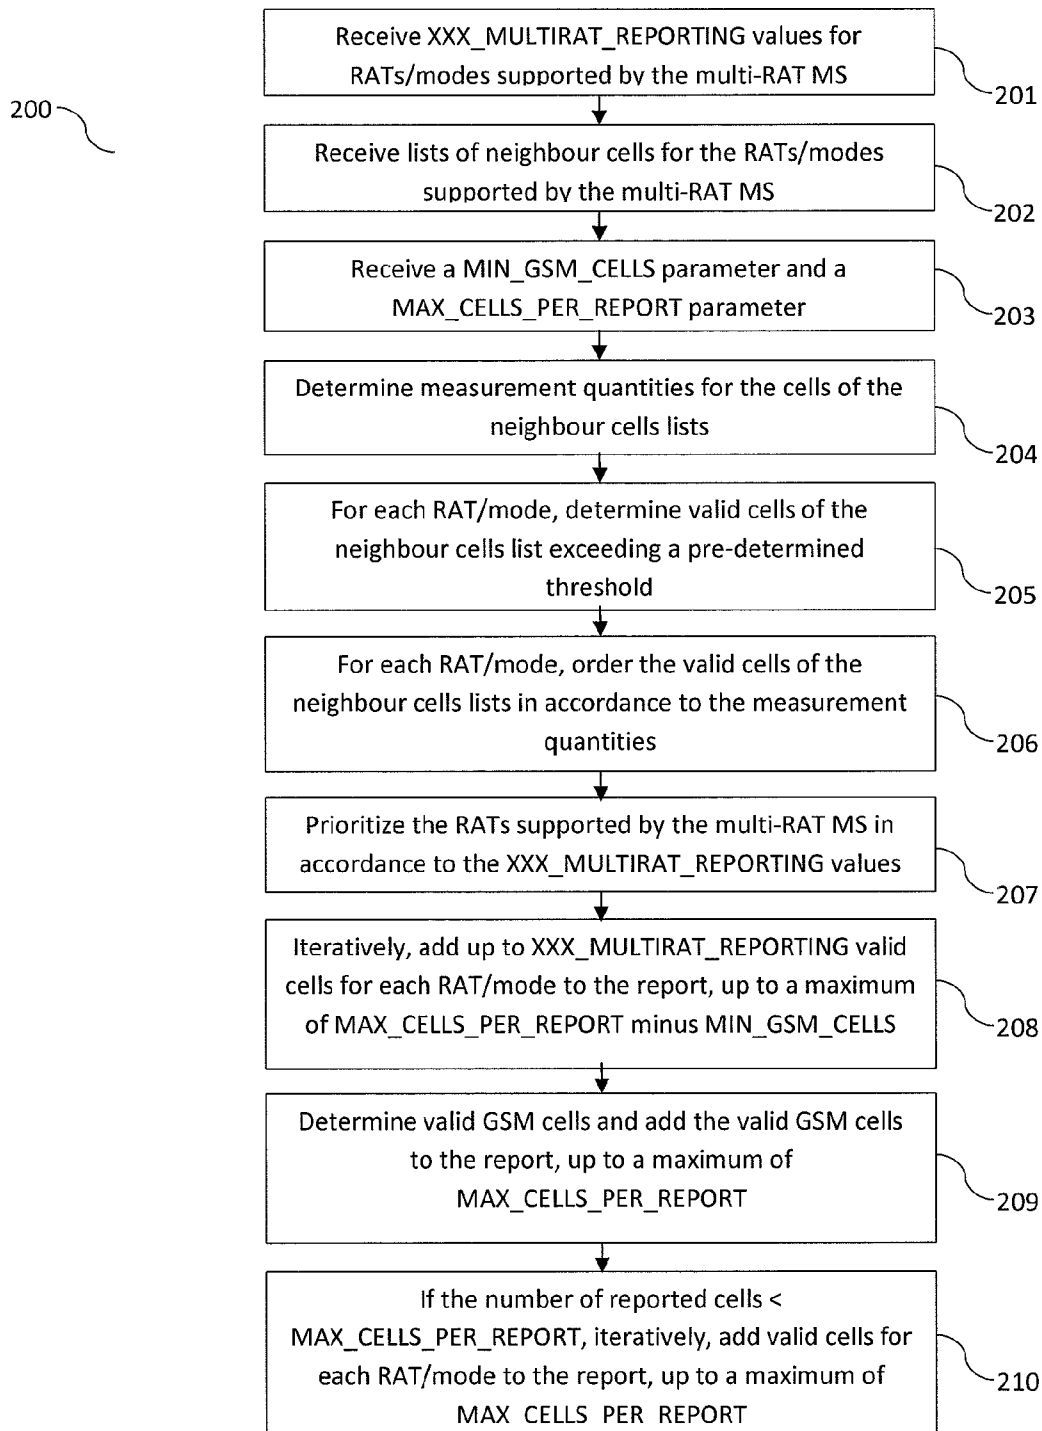 Receive XXX_MULTIRAT_REPORTING values for
RATs/modes supported by the multi-RAT MS
201
200
Receive lists of neighbour cells for the RATs/modes
supported by the multi-RAT MS
202
Receive a MIN_GSM_CELLS parameter and a
MAX_CELLS_PER_REPORT parameter
203
Determine measurement quantities for the cells of the
neighbour cells lists
204
For each RAT/mode, determine valid cells of the
neighbour cells list exceeding a pre-determined
threshold
205
For each RAT/mode, order the valid cells of the
neighbour cells lists in accordance to the measurement
quantities
206
Prioritize the RATs supported by the multi-RAT MS in
accordance to the XXX_MULTIRAT_REPORTING values
207
Iteratively, add up to XXX_MULTIRAT_REPORTING valid
cells for each RAT/mode to the report, up to a maximum
of MAX_CELLS_PER_REPORT minus MIN_GSM_CELLS
208
Determine valid GSM cells and add the valid GSM cells
to the report, up to a maximum of
MAX_CELLS_PER_REPORT
209
If the number of reported cells <
MAX_CELLS_PER_REPORT, iteratively, add valid cells for
each RAT/mode to the report, up to a maximum of
MAX_CELLS_PER_REPORT
210